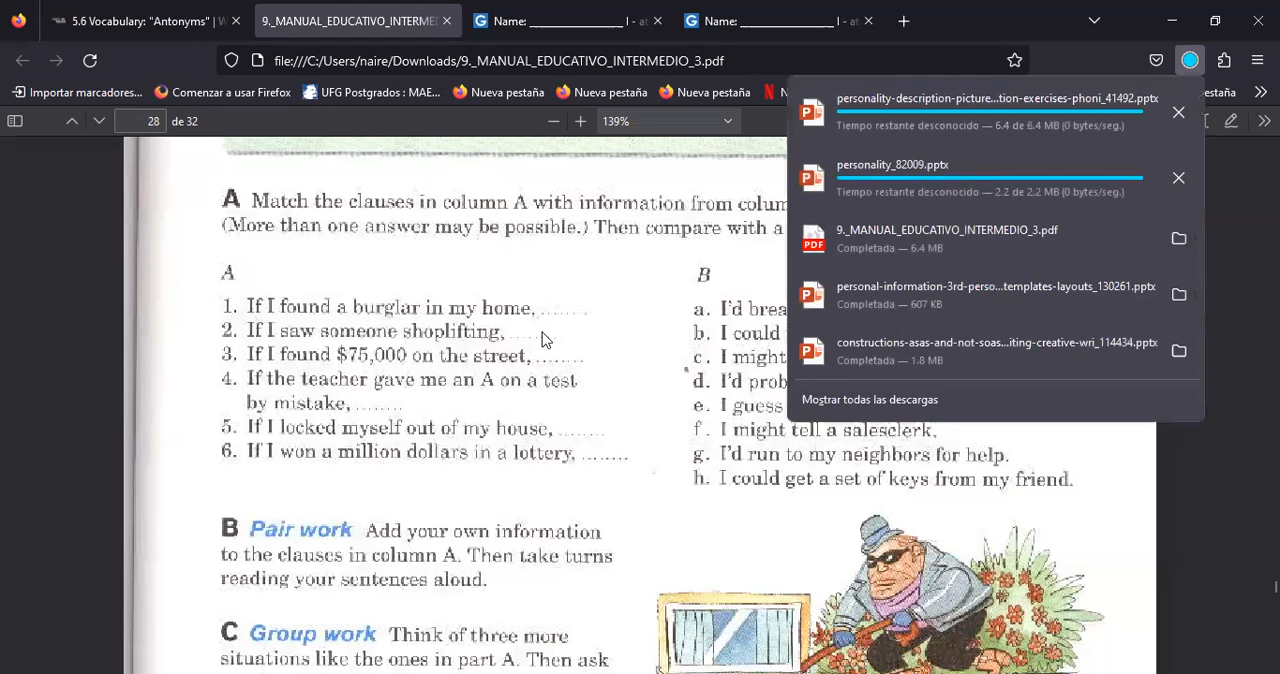 5.6 Vocabulary: "Antonyms" | W
9._MANUAL_EDUCATIVO_INTERME
Name: ______________ I - at
Name: ______________ I - at
file:///C:/Users/naire/Downloads/9._MANUAL_EDUCATIVO_INTERMEDIO_3.pdf
Importar marcadores...
Comenzar a usar Firefox
UFG Postgrados : MAE...
Nueva pestaña
Nueva pestaña
Nueva pestaña
28 de 32
139%
personality-description-picture...tion-exercises-phoni_41492.pptx
Tiempo restante desconocido — 6.4 de 6.4 MB (0 bytes/seg.)
personality_82009.pptx
Tiempo restante desconocido — 2.2 de 2.2 MB (0 bytes/seg.)
PDF
9._MANUAL_EDUCATIVO_INTERMEDIO_3.pdf
Completada — 6.4 MB
personal-information-3rd-perso...templates-layouts_130261.pptx
Completada — 607 KB
constructions-asas-and-not-soas...iting-creative-wri_114434.pptx
Completada — 1.8 MB
Mostrar todas las descargas
A Match the clauses in column A with information from colum
(More than one answer may be possible.) Then compare with a
A
1. If I found a burglar in my home, ........
2. If I saw someone shoplifting, ........
3. If I found $75,000 on the street, ........
4. If the teacher gave me an A on a test
by mistake, ........
5. If I locked myself out of my house, ........
6. If I won a million dollars in a lottery, ........
B
a. I'd brea
b. I could
c. I might
d. I'd prob
e. I guess
f. I might tell a salesclerk.
g. I'd run to my neighbors for help.
h. I could get a set of keys from my friend.
B Pair work Add your own information
to the clauses in column A. Then take turns
reading your sentences aloud.
C Group work Think of three more
situations like the ones in part A. Then ask